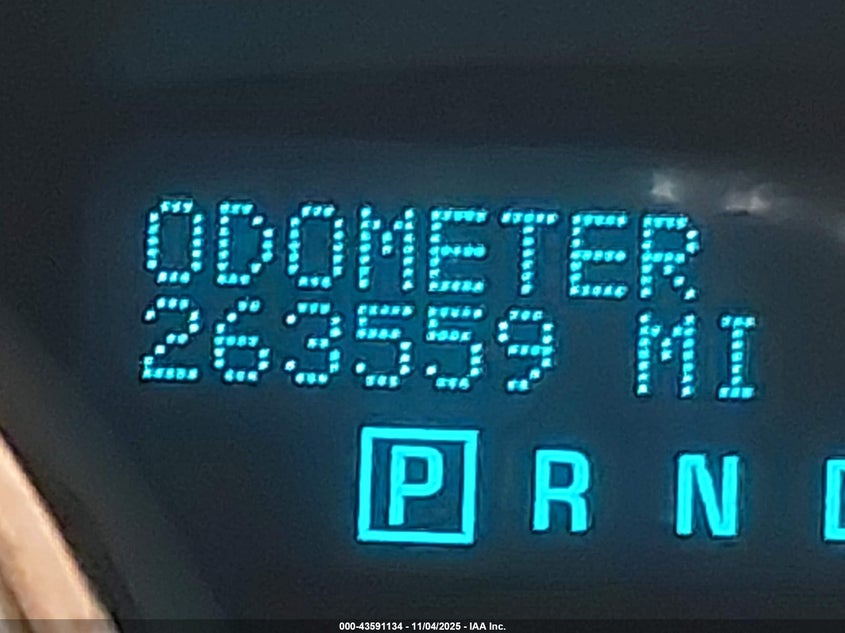 ODOMETER
263559 MI
P R N D
000-43591134 - 11/04/2025 - IAA Inc.